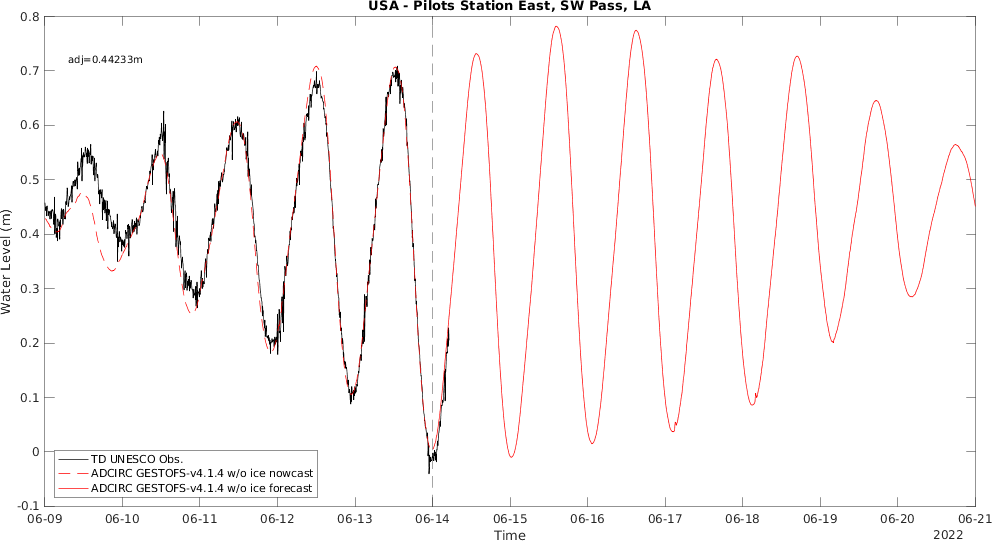 USA - Pilots Station East, SW Pass, LA
adj=0.44233m
0.8
0.7
0.6
0.5
0.4
0.3
0.2
0.1
0
-0.1
Water Level (m)
TD UNESCO Obs.
ADCIRC GESTOFS-v4.1.4 w/o ice nowcast
ADCIRC GESTOFS-v4.1.4 w/o ice forecast
06-09 06-10 06-11 06-12 06-13 06-14 06-15 06-16 06-17 06-18 06-19 06-20 06-21
Time
2022